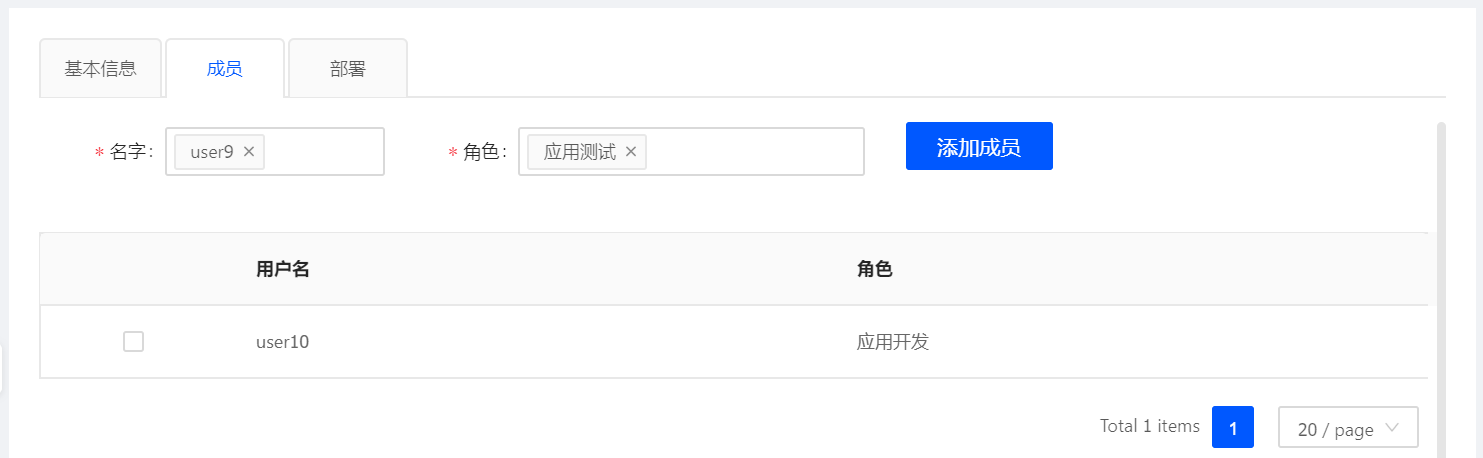 基本信息 成员 部署
* 名字: user9 × * 角色: 应用测试 × 添加成员
用户名 角色
user10 应用开发
Total 1 items 1 20 / page